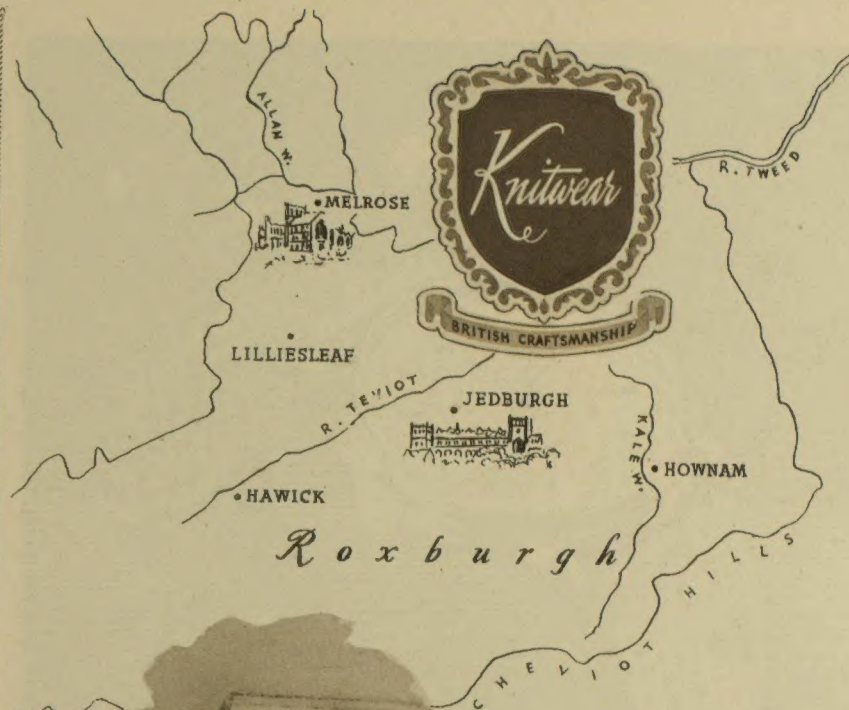 ALLAN W.
R. TWEED
Knitwear
MELROSE
BRITISH CRAFTSMANSHIP
LILLIESLEAF
R. TEVIOT
JEDBURGH
KALE W.
HOWNAM
HAWICK
Roxburgh
CHEVIOT HILLS